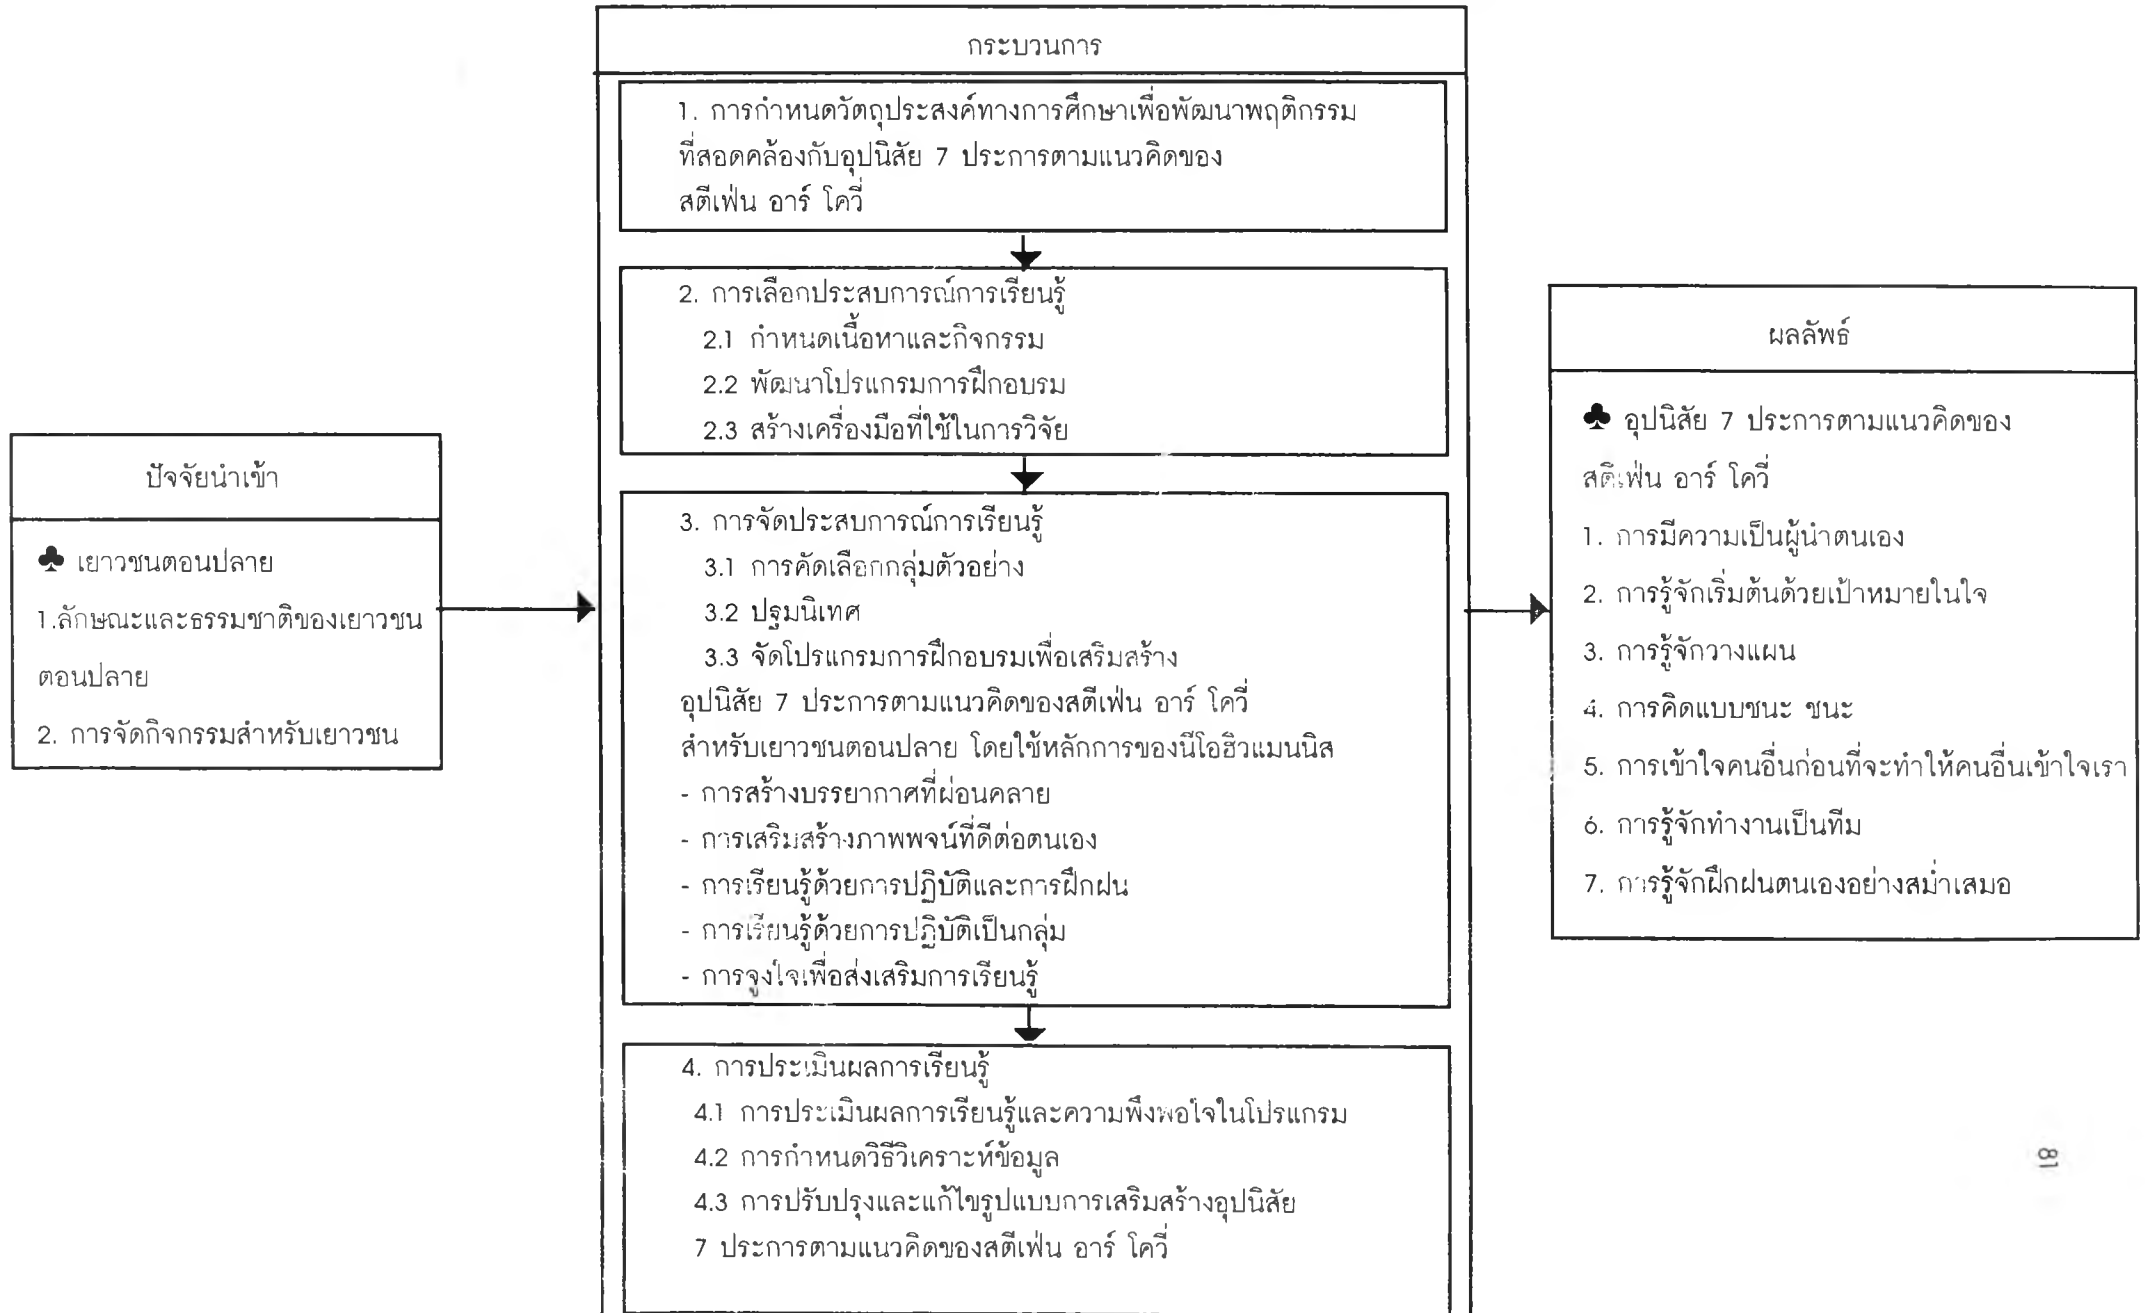 ปัจจัยนำเข้า
♣ เยาวชนตอนปลาย
1.ลักษณะและธรรมชาติของเยาวชน
ตอนปลาย
2. การจัดกิจกรรมสำหรับเยาวชน
กระบวนการ
1. การกำหนดวัตถุประสงค์ทางการศึกษาเพื่อพัฒนาพฤติกรรม
ที่สอดคล้องกับอุปนิสัย 7 ประการตามแนวคิดของ
สตีเฟ่น อาร์ โควี่
2. การเลือกประสบการณ์การเรียนรู้
2.1 กำหนดเนื้อหาและกิจกรรม
2.2 พัฒนาโปรแกรมการฝึกอบรม
2.3 สร้างเครื่องมือที่ใช้ในการวิจัย
3. การจัดประสบการณ์การเรียนรู้
3.1 การคัดเลือกกลุ่มตัวอย่าง
3.2 ปฐมนิเทศ
3.3 จัดโปรแกรมการฝึกอบรมเพื่อเสริมสร้าง
อุปนิสัย 7 ประการตามแนวคิดของสตีเฟ่น อาร์ โควี่
สำหรับเยาวชนตอนปลาย โดยใช้หลักการของนีโอฮิวแมนนิส
- การสร้างบรรยากาศที่ผ่อนคลาย
- การเสริมสร้างภาพพจน์ที่ดีต่อตนเอง
- การเรียนรู้ด้วยการปฏิบัติและการฝึกฝน
- การเรียนรู้ด้วยการปฏิบัติเป็นกลุ่ม
- การจูงใจเพื่อส่งเสริมการเรียนรู้
4. การประเมินผลการเรียนรู้
4.1 การประเมินผลการเรียนรู้และความพึงพอใจในโปรแกรม
4.2 การกำหนดวิธีวิเคราะห์ข้อมูล
4.3 การปรับปรุงและแก้ไขรูปแบบการเสริมสร้างอุปนิสัย
7 ประการตามแนวคิดของสตีเฟ่น อาร์ โควี่
ผลลัพธ์
♣ อุปนิสัย 7 ประการตามแนวคิดของ
สตีเฟ่น อาร์ โควี่
1. การมีความเป็นผู้นำตนเอง
2. การรู้จักเริ่มต้นด้วยเป้าหมายในใจ
3. การรู้จักวางแผน
4. การคิดแบบชนะ ชนะ
5. การเข้าใจคนอื่นก่อนที่จะทำให้คนอื่นเข้าใจเรา
6. การรู้จักทำงานเป็นทีม
7. การรู้จักฝึกฝนตนเองอย่างสม่ำเสมอ
81